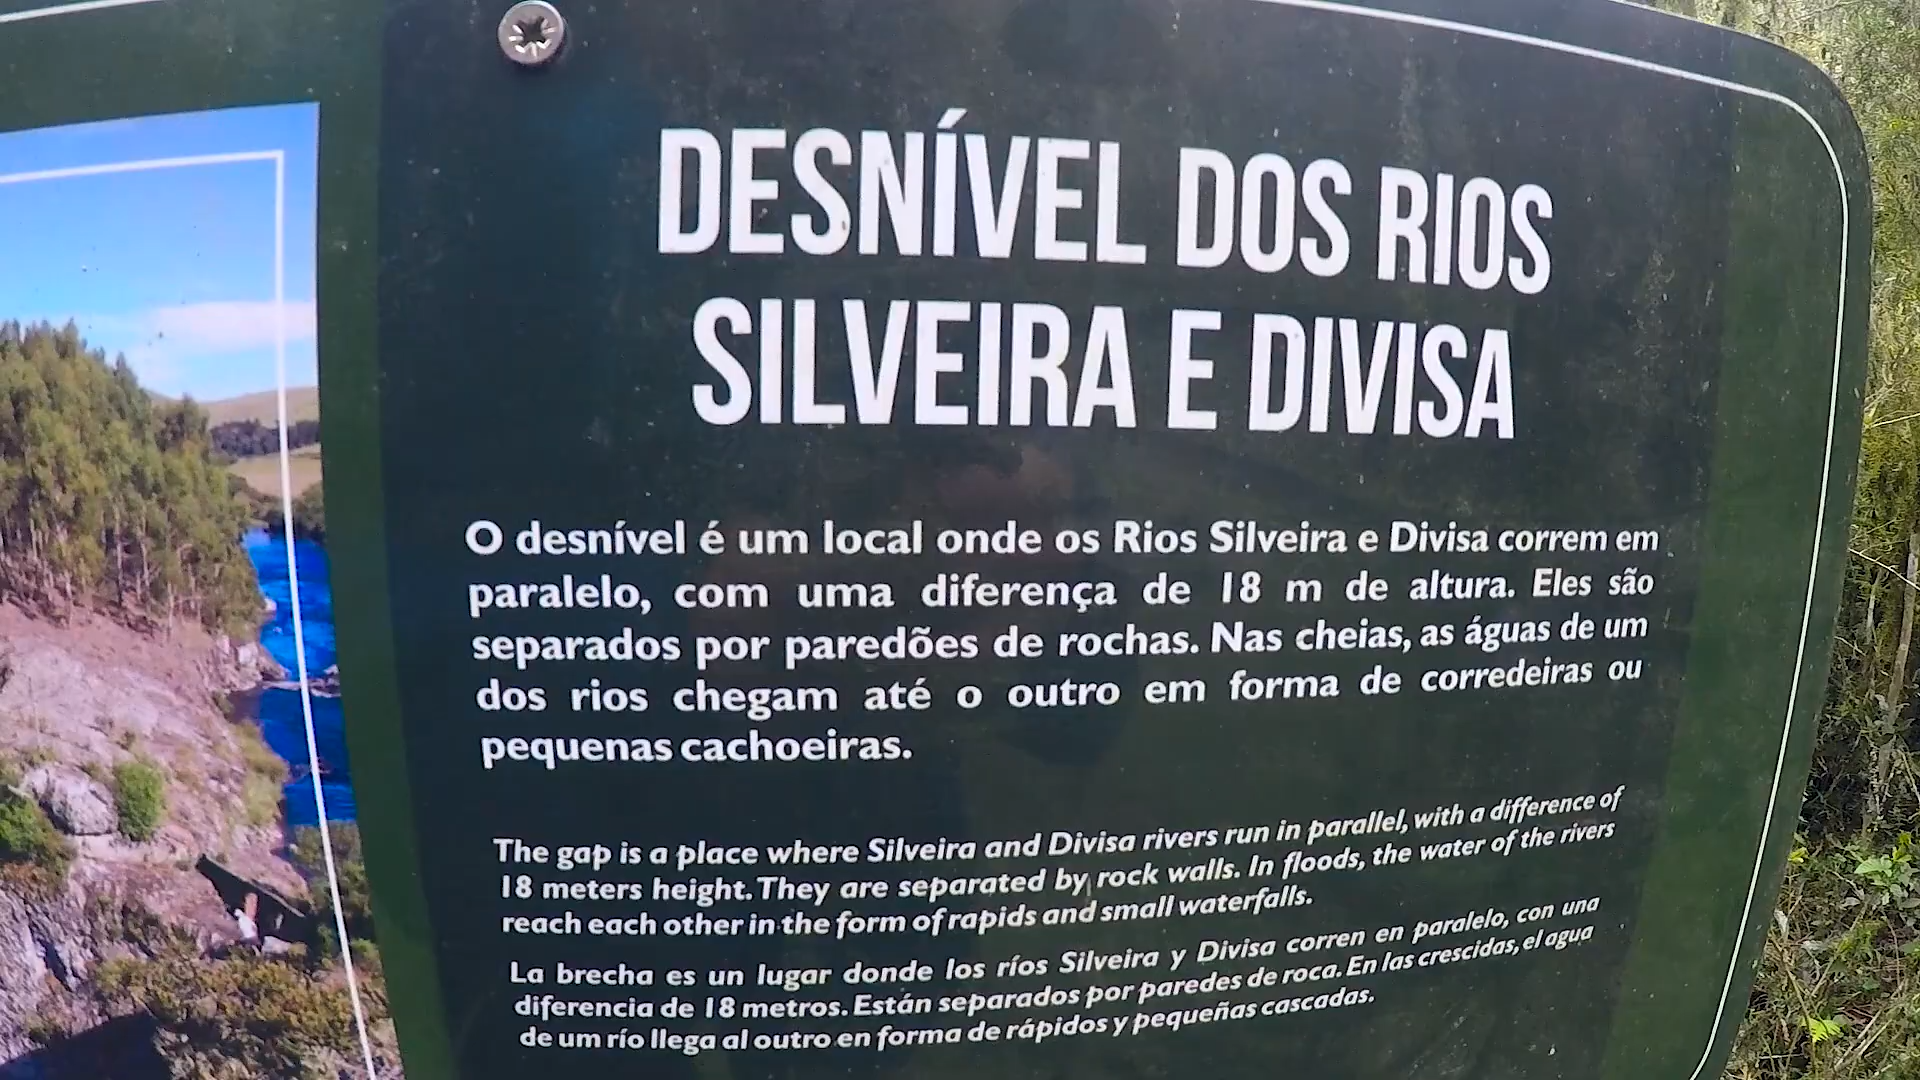 DESNÍVEL DOS RIOS
SILVEIRA E DIVISA
O desnível é um local onde os Rios Silveira e Divisa correm em
paralelo, com uma diferença de 18 m de altura. Eles são
separados por paredões de rochas. Nas cheias, as águas de um
dos rios chegam até o outro em forma de corredeiras ou
pequenas cachoeiras.
The gap is a place where Silveira and Divisa rivers run in parallel, with a difference of
18 meters height. They are separated by rock walls. In floods, the water of the rivers
reach each other in the form of rapids and small waterfalls.
La brecha es un lugar donde los ríos Silveira y Divisa corren en paralelo, con una
diferencia de 18 metros. Están separados por paredes de roca. En las crescidas, el agua
de um río llega al outro en forma de rápidos y pequeñas cascadas.